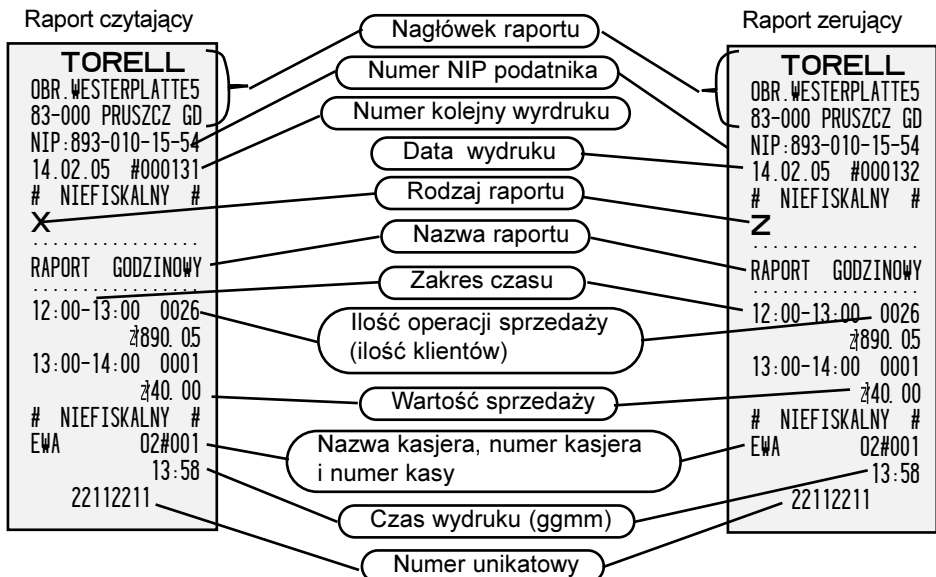 Raport czytający
TORELL
OBR.WESTERPLATTE5
83-000 PRUSZCZ GD
NIP:893-010-15-54
14.02.05 #000131
# NIEFISKALNY #
X
RAPORT GODZINOWY
12:00-13:00 0026
zł890.05
13:00-14:00 0001
zł40.00
# NIEFISKALNY #
EWA 02#001
13:58
22112211
Nagłówek raportu
Numer NIP podatnika
Numer kolejny wyrdruku
Data wydruku
Rodzaj raportu
Nazwa raportu
Zakres czasu
Ilość operacji sprzedaży
(ilość klientów)
Wartość sprzedaży
Nazwa kasjera, numer kasjera
i numer kasy
Czas wydruku (ggmm)
Numer unikatowy
Raport zerujący
TORELL
OBR.WESTERPLATTE5
83-000 PRUSZCZ GD
NIP:893-010-15-54
14.02.05 #000132
# NIEFISKALNY #
Z
RAPORT GODZINOWY
12:00-13:00 0026
zł890.05
13:00-14:00 0001
zł40.00
# NIEFISKALNY #
EWA 02#001
13:58
22112211